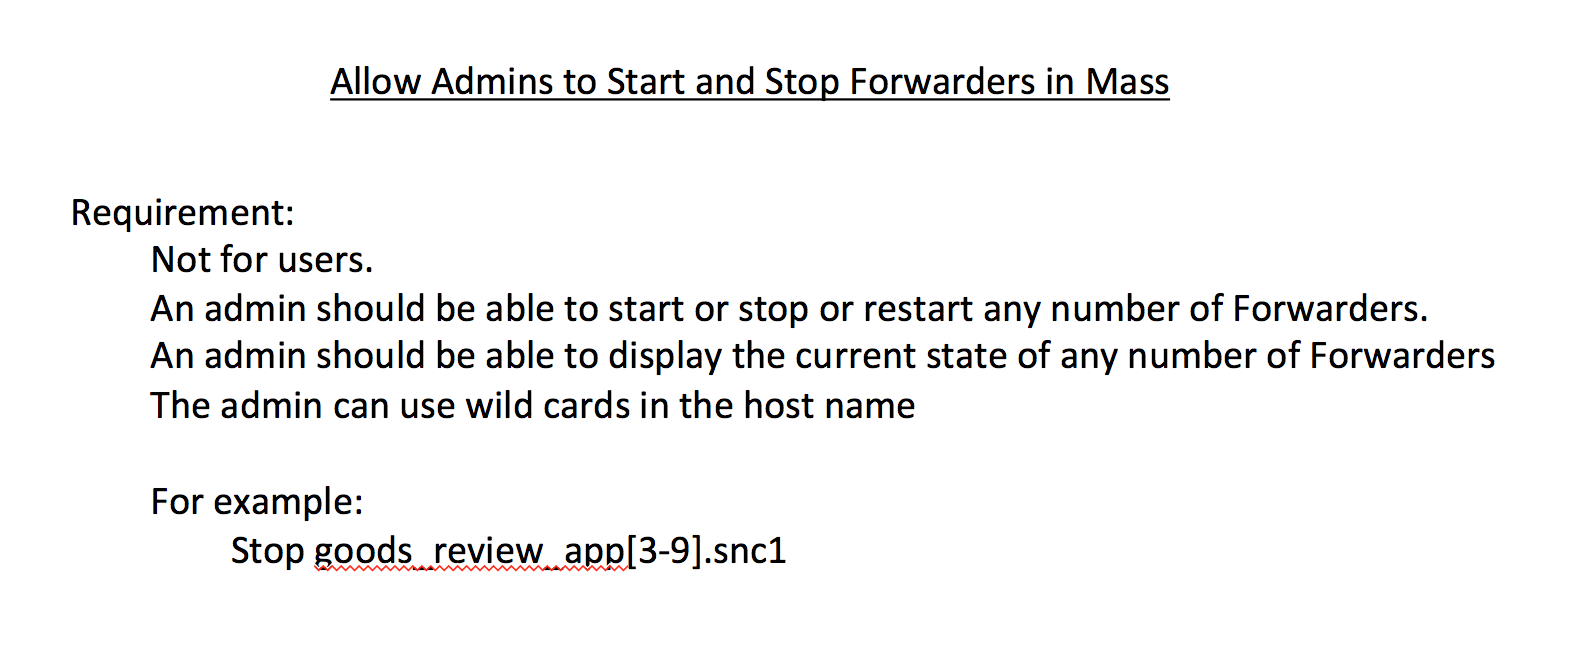 Allow Admins to Start and Stop Forwarders in Mass
Requirement:
Not for users.
An admin should be able to start or stop or restart any number of Forwarders.
An admin should be able to display the current state of any number of Forwarders
The admin can use wild cards in the host name
For example:
Stop goods_review_app[3-9].snc1